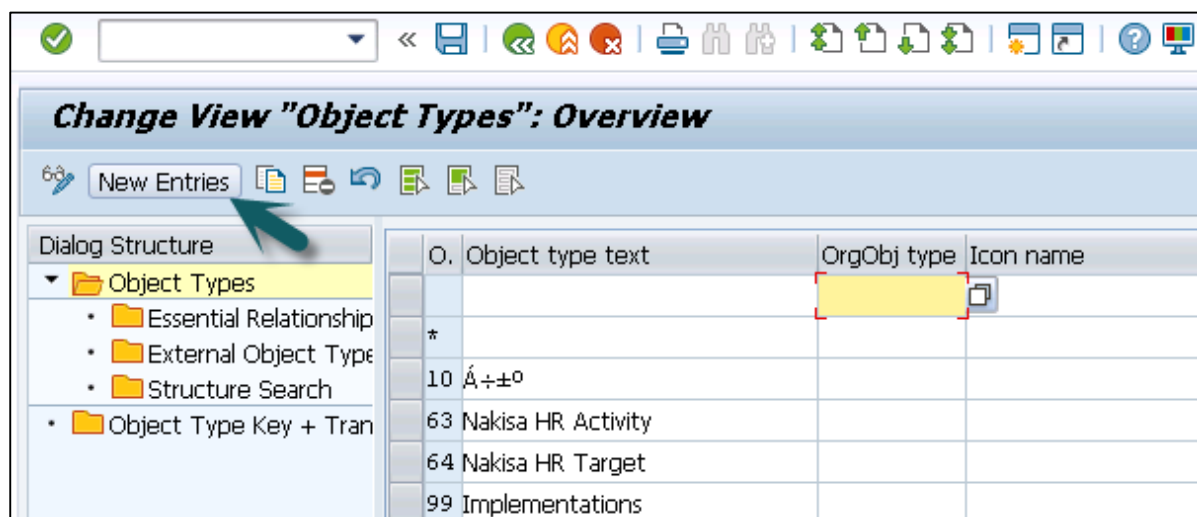 Change View "Object Types": Overview
New Entries
Dialog Structure
Object Types
Essential Relationship
External Object Type
Structure Search
Object Type Key + Tran
O. Object type text OrgObj type Icon name
*
10 Á÷±º
63 Nakisa HR Activity
64 Nakisa HR Target
99 Implementations